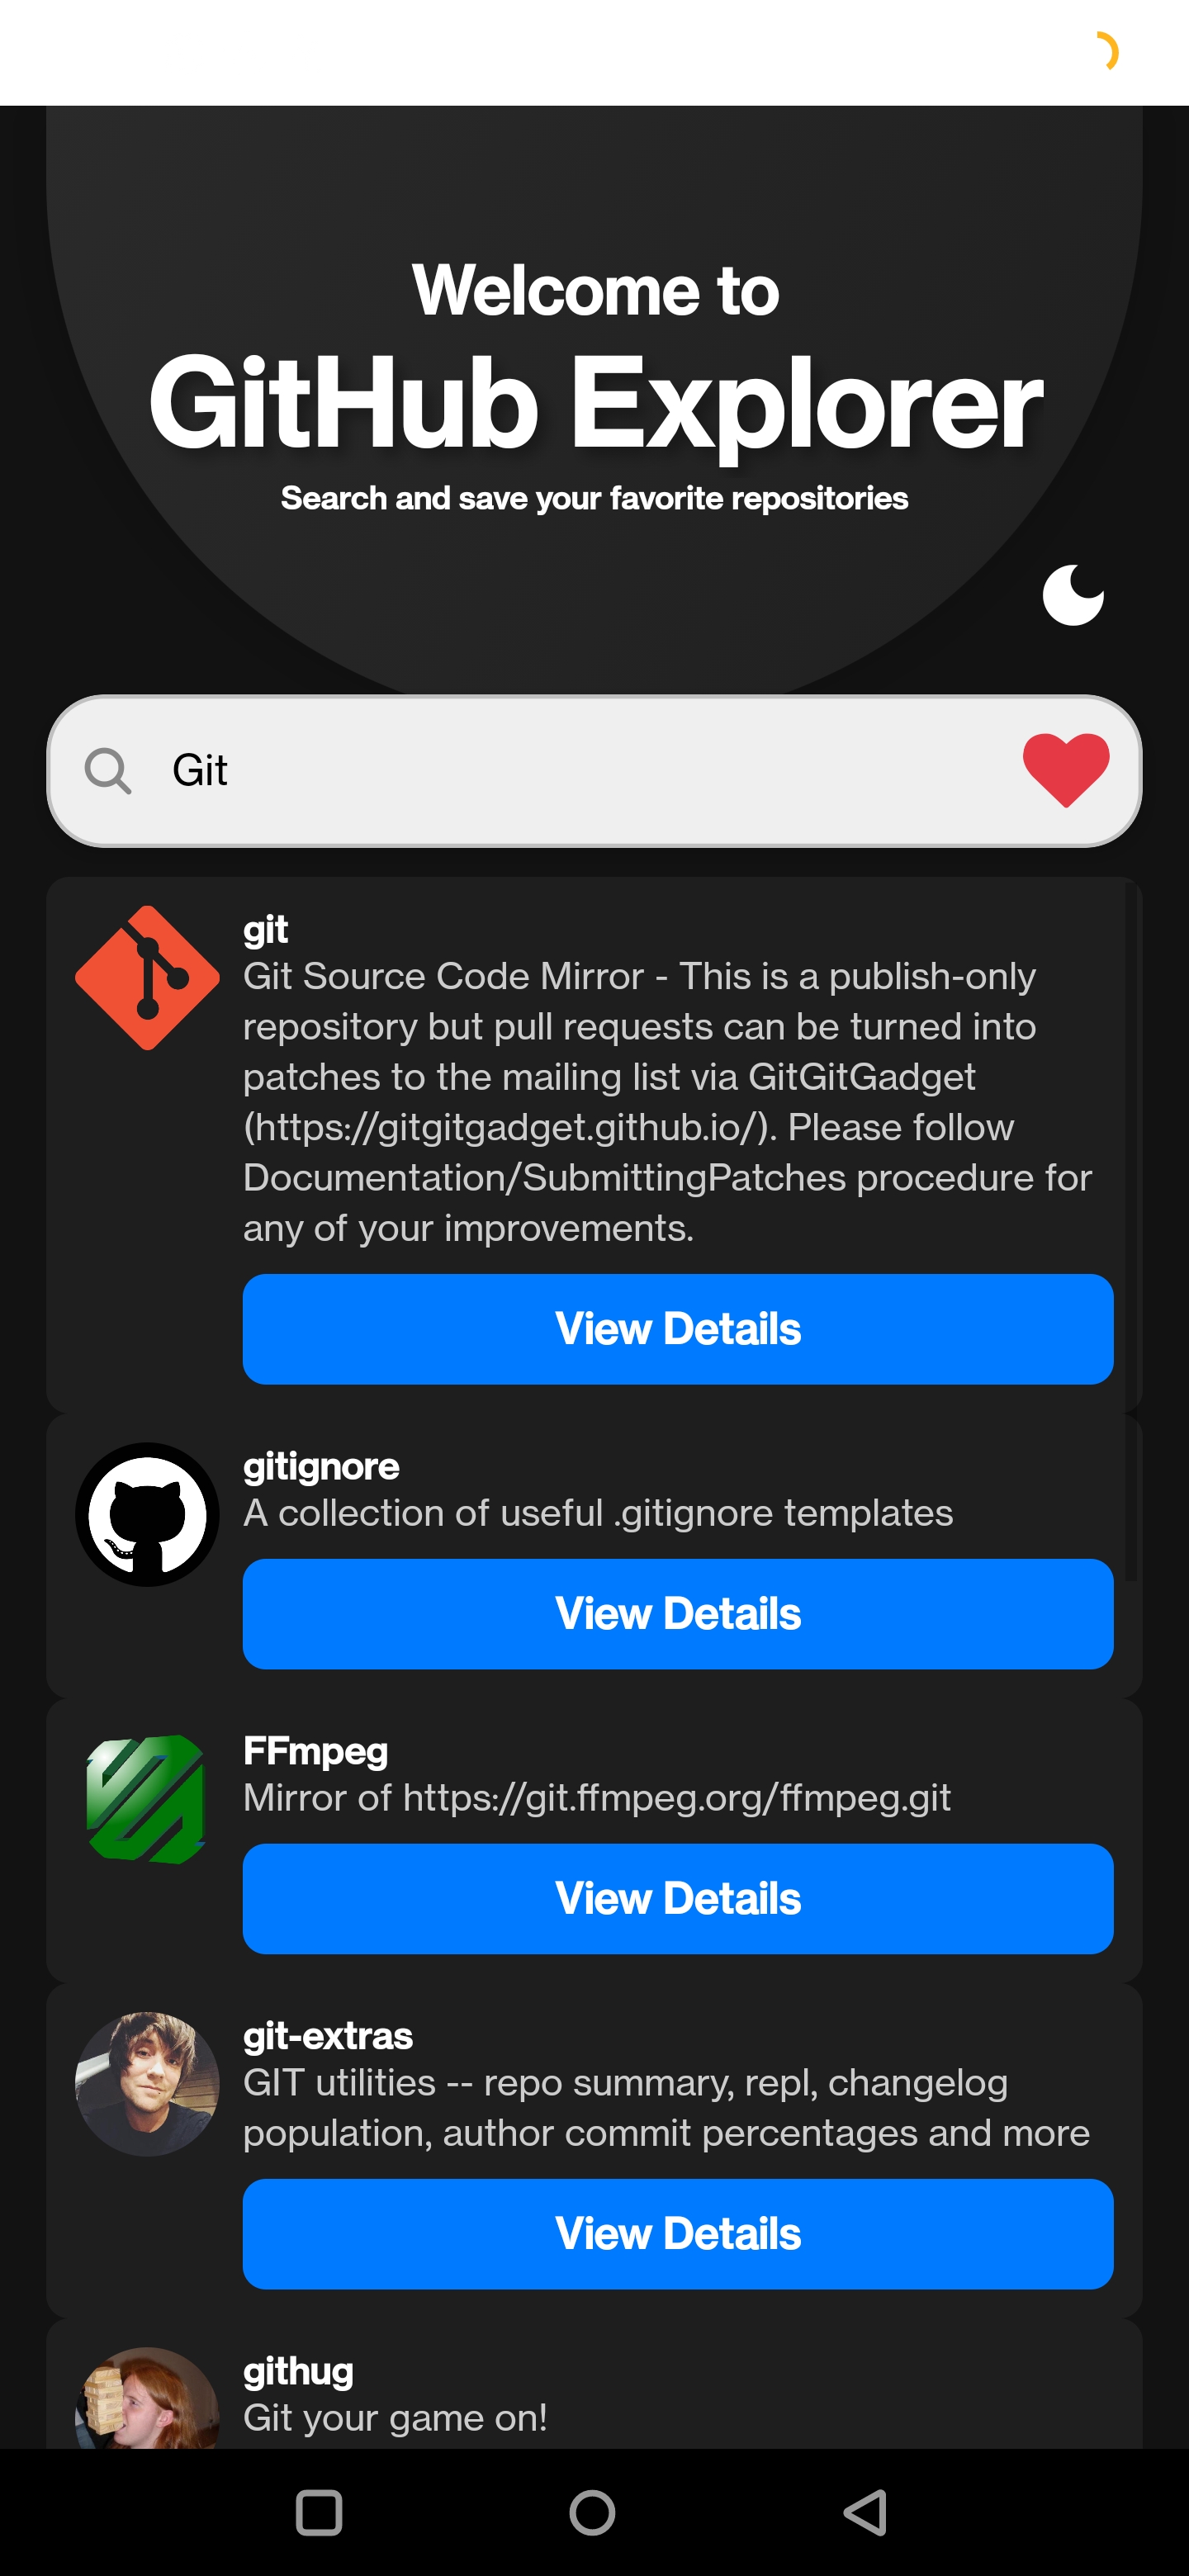 Welcome to
GitHub Explorer
Search and save your favorite repositories
Git
git
Git Source Code Mirror - This is a publish-only
repository but pull requests can be turned into
patches to the mailing list via GitGitGadget
(https://gitgitgadget.github.io/). Please follow
Documentation/SubmittingPatches procedure for
any of your improvements.
View Details
gitignore
A collection of useful .gitignore templates
View Details
FFmpeg
Mirror of https://git.ffmpeg.org/ffmpeg.git
View Details
git-extras
GIT utilities -- repo summary, repl, changelog
population, author commit percentages and more
View Details
githug
Git your game on!